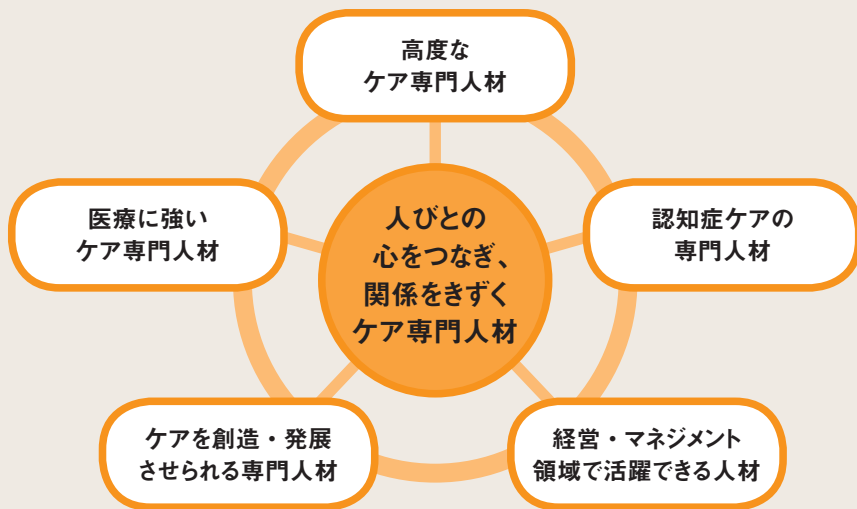 高度な
ケア専門人材
医療に強い
ケア専門人材
人びとの
心をつなぎ、
関係をきずく
ケア専門人材
認知症ケアの
専門人材
ケアを創造・発展
させられる専門人材
経営・マネジメント
領域で活躍できる人材